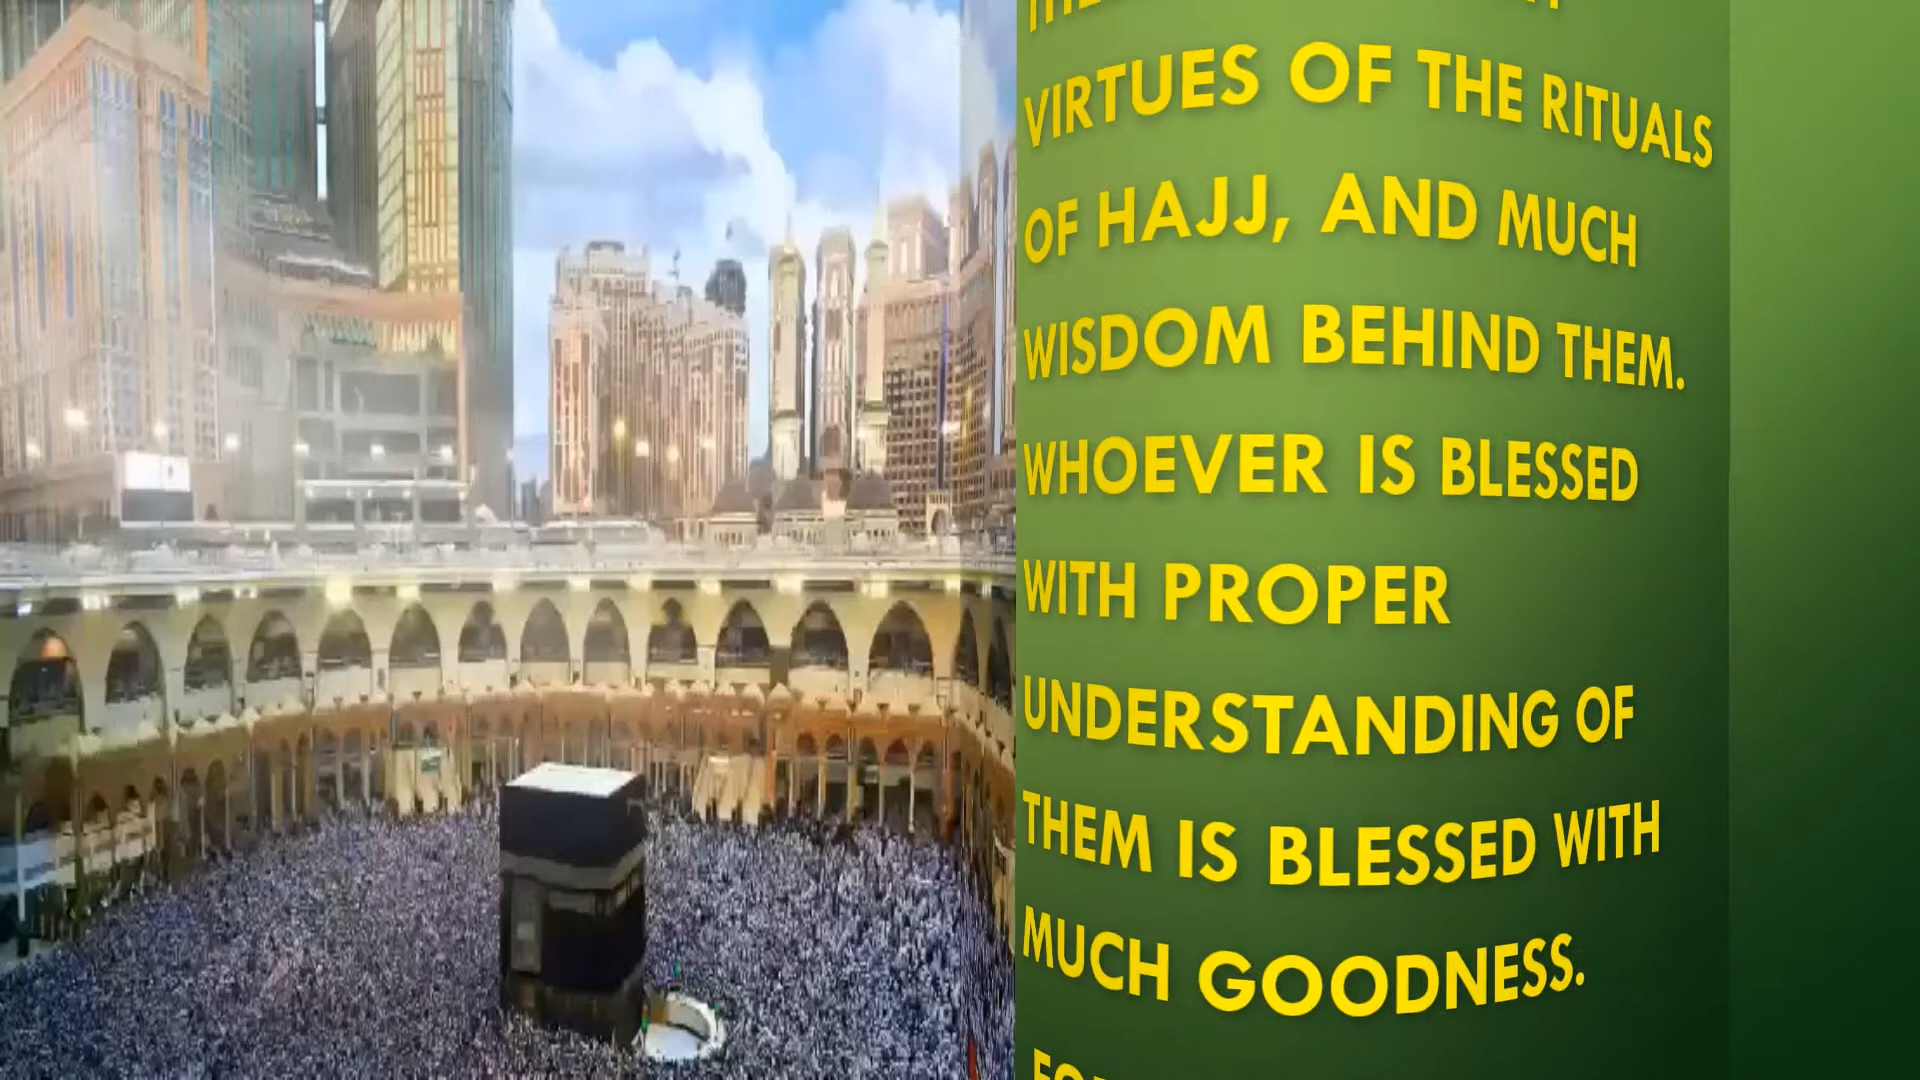 VIRTUES OF THE RITUALS
OF HAJJ, AND MUCH
WISDOM BEHIND THEM.
WHOEVER IS BLESSED
WITH PROPER
UNDERSTANDING OF
THEM IS BLESSED WITH
MUCH GOODNESS.